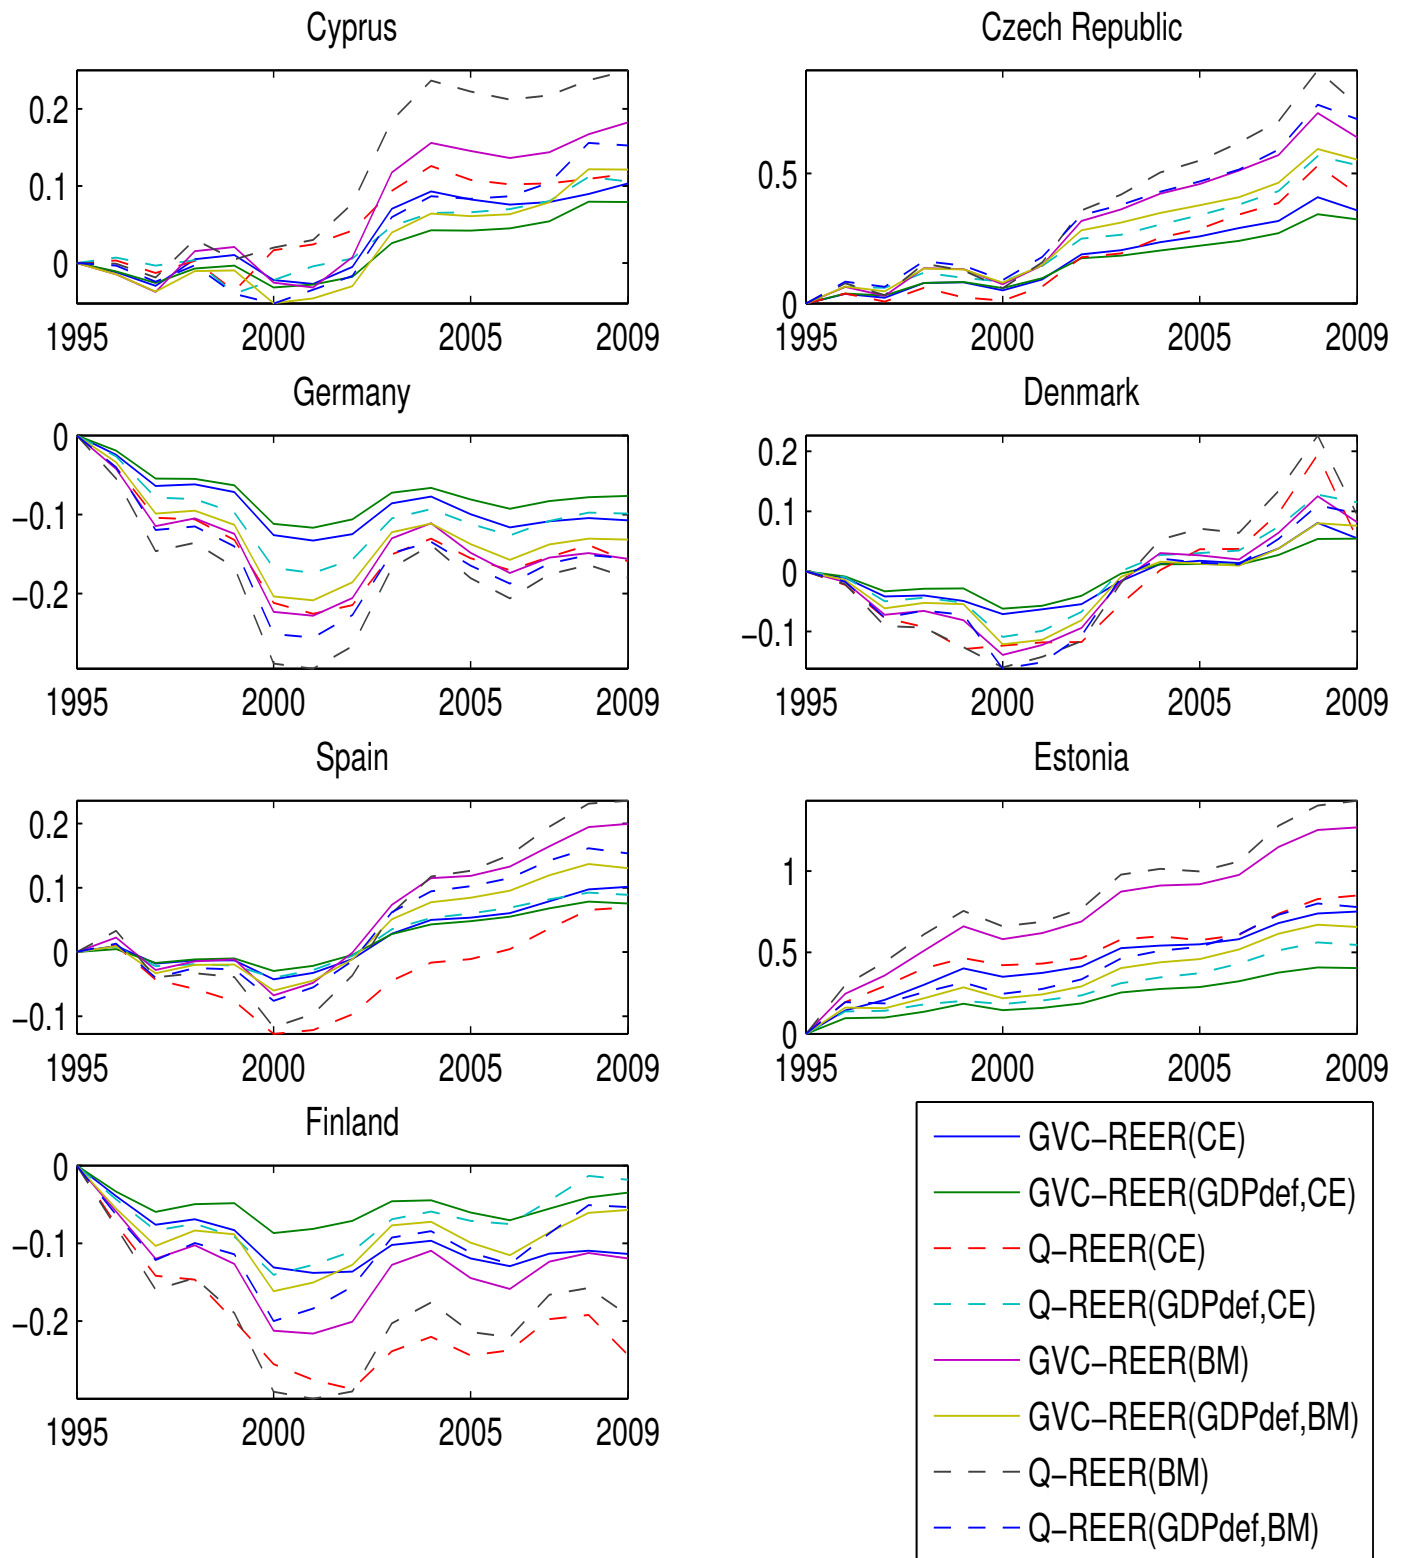 Cyprus
0.2
0.1
0
1995 2000 2005 2009
Czech Republic
0.5
0
1995 2000 2005 2009
Germany
0
−0.1
−0.2
1995 2000 2005 2009
Denmark
0.2
0.1
0
−0.1
1995 2000 2005 2009
Spain
0.2
0.1
0
−0.1
1995 2000 2005 2009
Estonia
1
0.5
0
1995 2000 2005 2009
Finland
0
−0.1
−0.2
1995 2000 2005 2009
GVC−REER(CE)
GVC−REER(GDPdef,CE)
Q−REER(CE)
Q−REER(GDPdef,CE)
GVC−REER(BM)
GVC−REER(GDPdef,BM)
Q−REER(BM)
Q−REER(GDPdef,BM)